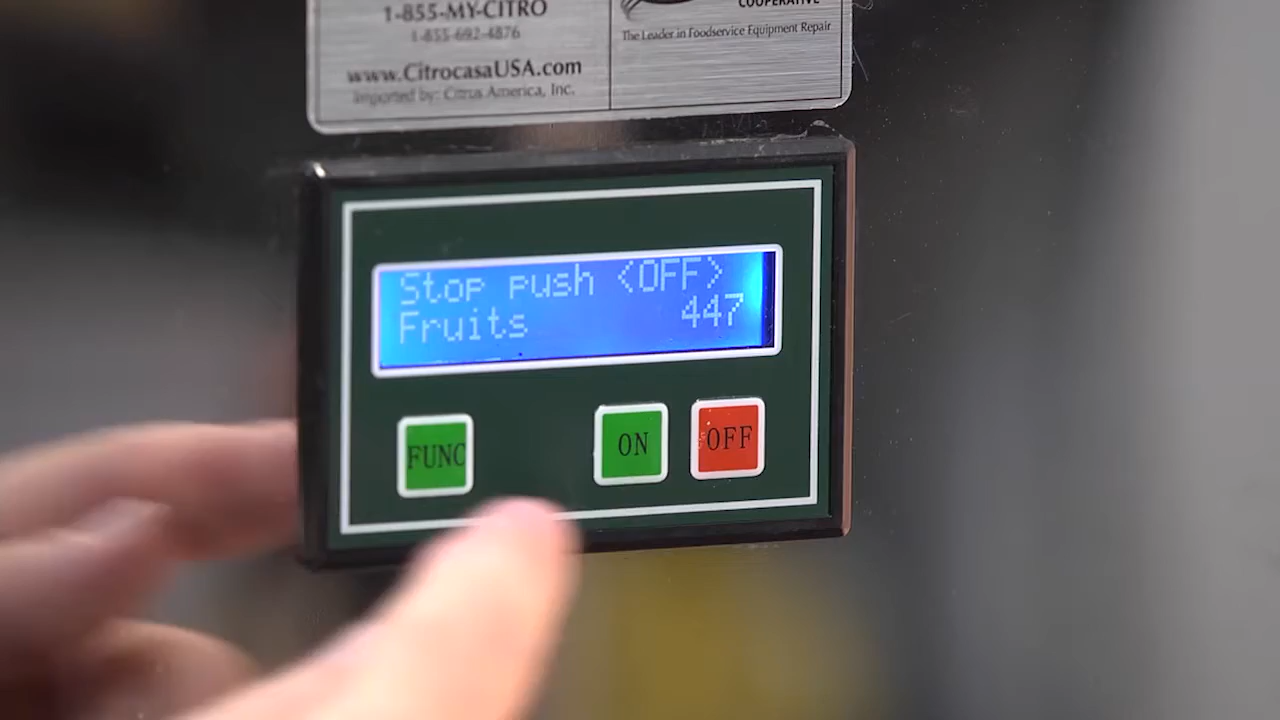 1-855-MY-CITRO
1-855-692-4876
www.CitrocasaUSA.com
Imported by: Citrus America, Inc.
COOPERATIVE
The Leader in Foodservice Equipment Repair
Stop push <OFF>
Fruits 447
FUNC
ON
OFF